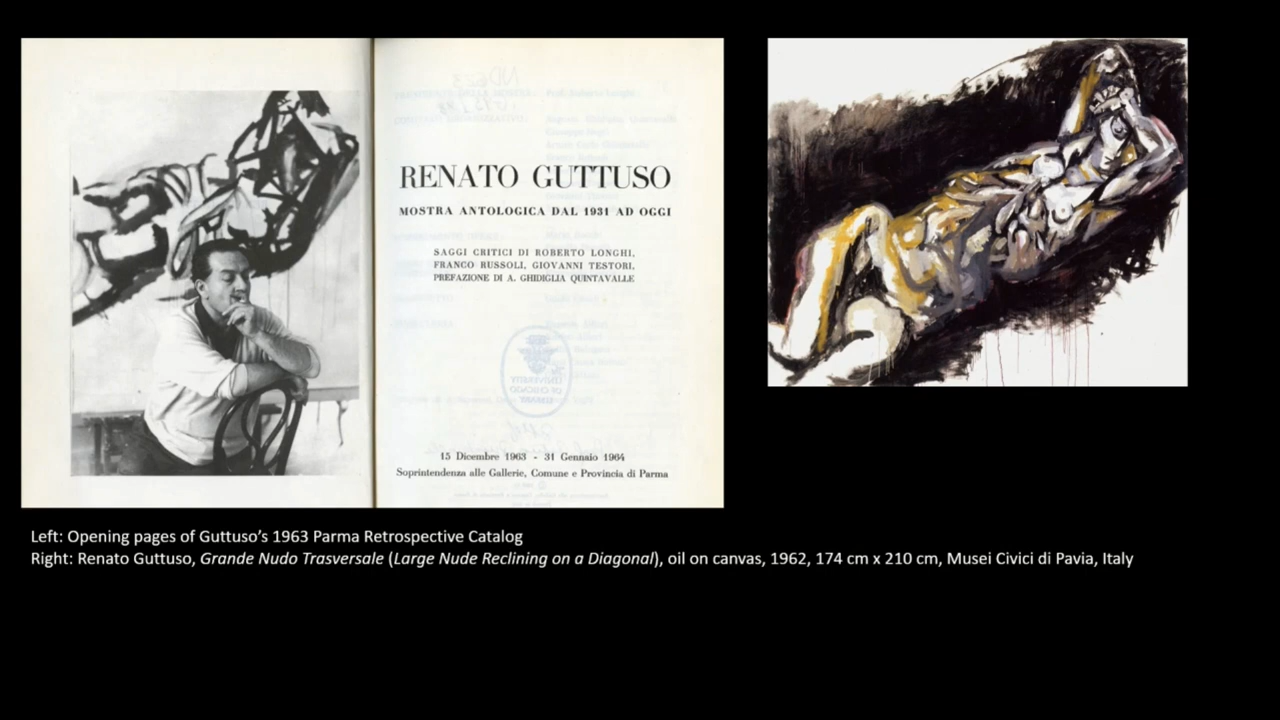 RENATO GUTTUSO
MOSTRA ANTOLOGICA DAL 1931 AD OGGI
SAGGI CRITICI DI ROBERTO LONGHI,
FRANCO RUSSOLI, GIOVANNI TESTORI,
PREFAZIONE DI A. GHIDIGLIA QUINTAVALLE
15 Dicembre 1963 - 31 Gennaio 1964
Soprintendenza alle Gallerie, Comune e Provincia di Parma
Left: Opening pages of Guttuso’s 1963 Parma Retrospective Catalog
Right: Renato Guttuso, Grande Nudo Trasversale (Large Nude Reclining on a Diagonal), oil on canvas, 1962, 174 cm x 210 cm, Musei Civici di Pavia, Italy